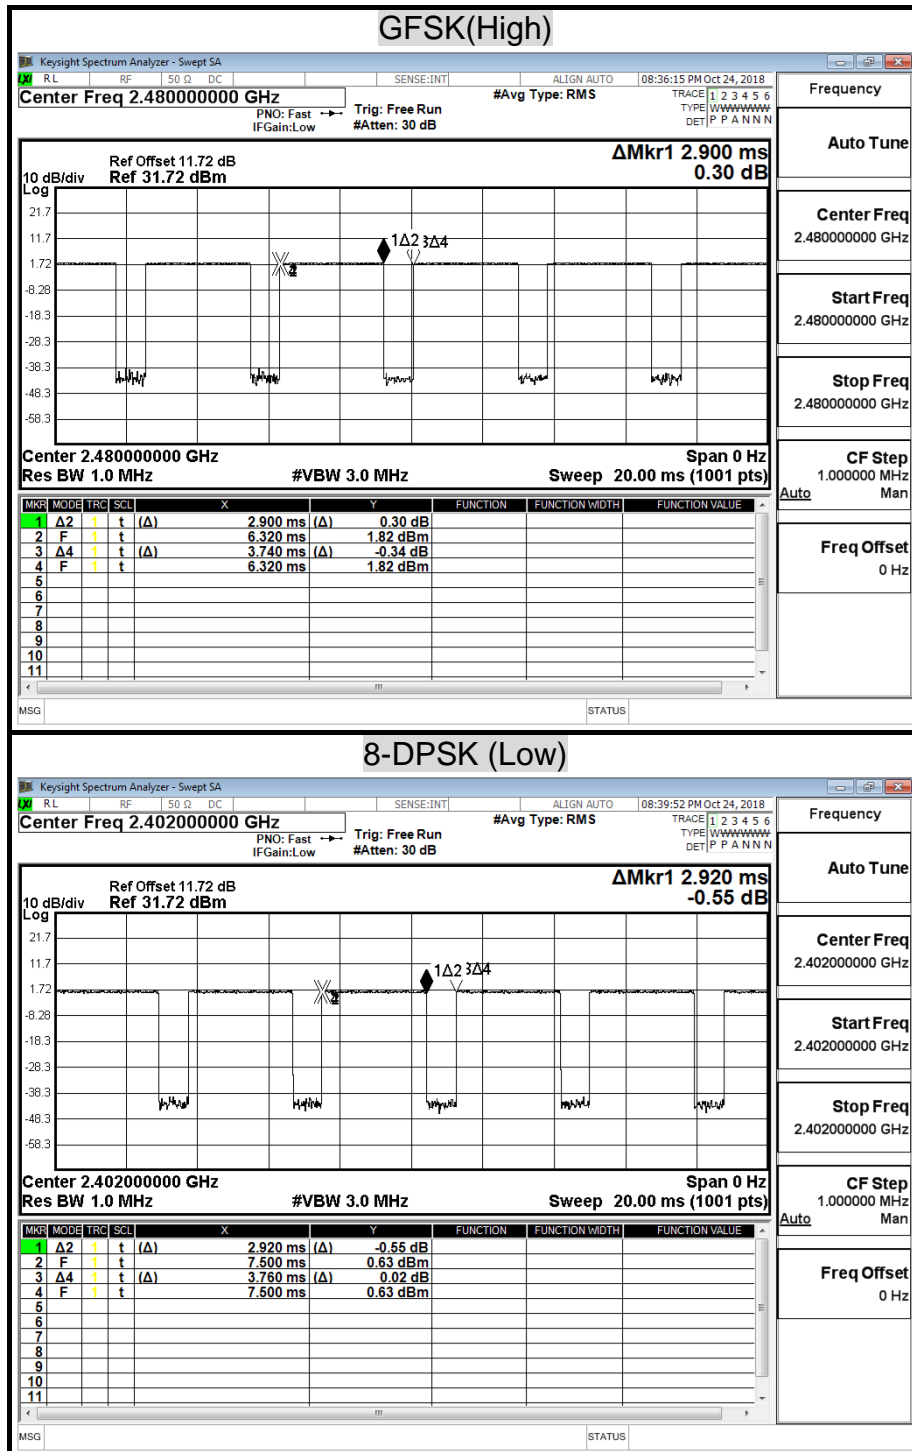 GFSK(High)
Keysight Spectrum Analyzer - Swept SA
LXI RL RF 50 Ω DC SENSE:INT ALIGN AUTO 08:36:15 PM Oct 24, 2018
Center Freq 2.480000000 GHz #Avg Type: RMS TRACE 1 2 3 4 5 6
PNO: Fast Trig: Free Run TYPE WWWWWW
IFGain:Low #Atten: 30 dB DET P P A N N N
ΔMkr1 2.900 ms
0.30 dB
Ref Offset 11.72 dB
10 dB/div Ref 31.72 dBm
Log
21.7
11.7
1.72
-8.28
-18.3
-28.3
-38.3
-48.3
-58.3
1Δ2 3Δ4
Center 2.480000000 GHz Span 0 Hz
Res BW 1.0 MHz #VBW 3.0 MHz Sweep 20.00 ms (1001 pts)
MKR MODE TRC SCL X Y FUNCTION FUNCTION WIDTH FUNCTION VALUE
1 Δ2 1 t (Δ) 2.900 ms (Δ) 0.30 dB
2 F 1 t 6.320 ms 1.82 dBm
3 Δ4 1 t (Δ) 3.740 ms (Δ) -0.34 dB
4 F 1 t 6.320 ms 1.82 dBm
5
6
7
8
9
10
11
MSG STATUS
Frequency
Auto Tune
Center Freq
2.480000000 GHz
Start Freq
2.480000000 GHz
Stop Freq
2.480000000 GHz
CF Step
1.000000 MHz
Auto Man
Freq Offset
0 Hz
8-DPSK (Low)
Keysight Spectrum Analyzer - Swept SA
LXI RL RF 50 Ω DC SENSE:INT ALIGN AUTO 08:39:52 PM Oct 24, 2018
Center Freq 2.402000000 GHz #Avg Type: RMS TRACE 1 2 3 4 5 6
PNO: Fast Trig: Free Run TYPE WWWWWW
IFGain:Low #Atten: 30 dB DET P P A N N N
ΔMkr1 2.920 ms
-0.55 dB
Ref Offset 11.72 dB
10 dB/div Ref 31.72 dBm
Log
21.7
11.7
1.72
-8.28
-18.3
-28.3
-38.3
-48.3
-58.3
1Δ2 3Δ4
Center 2.402000000 GHz Span 0 Hz
Res BW 1.0 MHz #VBW 3.0 MHz Sweep 20.00 ms (1001 pts)
MKR MODE TRC SCL X Y FUNCTION FUNCTION WIDTH FUNCTION VALUE
1 Δ2 1 t (Δ) 2.920 ms (Δ) -0.55 dB
2 F 1 t 7.500 ms 0.63 dBm
3 Δ4 1 t (Δ) 3.760 ms (Δ) 0.02 dB
4 F 1 t 7.500 ms 0.63 dBm
5
6
7
8
9
10
11
MSG STATUS
Frequency
Auto Tune
Center Freq
2.402000000 GHz
Start Freq
2.402000000 GHz
Stop Freq
2.402000000 GHz
CF Step
1.000000 MHz
Auto Man
Freq Offset
0 Hz